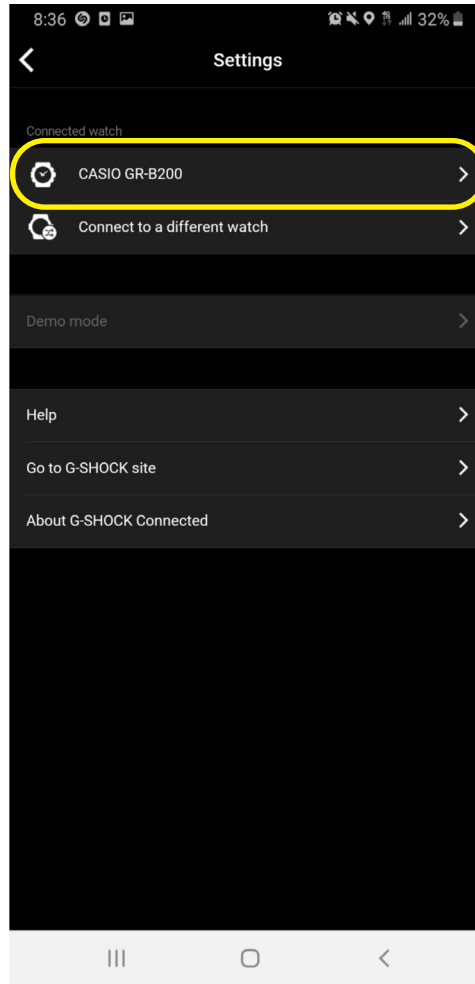 8:36 32%
Settings
Connected watch
CASIO GR-B200
Connect to a different watch
Demo mode
Help
Go to G-SHOCK site
About G-SHOCK Connected